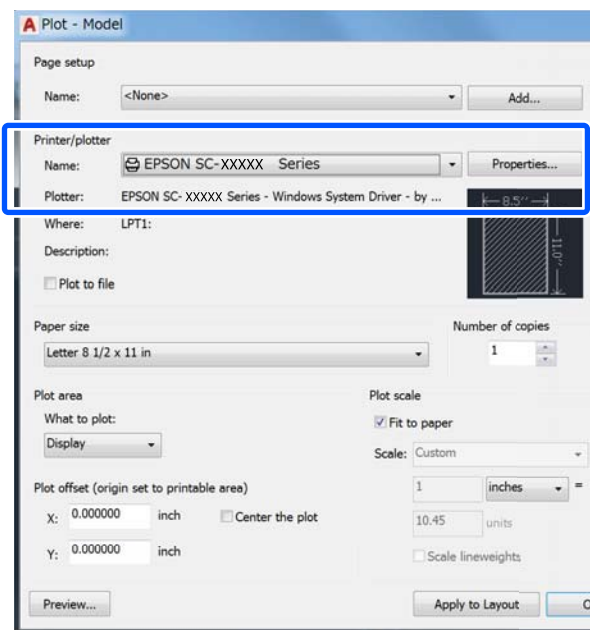 A Plot - Model
Page setup
Name: <None> Add...
Printer/plotter
Name: EPSON SC-XXXXX Series Properties...
Plotter: EPSON SC- XXXXX Series - Windows System Driver - by ...
8.5''
Where: LPT1:
11.0''
Description:
Plot to file
Paper size Number of copies
Letter 8 1/2 x 11 in 1
Plot area Plot scale
What to plot: Fit to paper
Display Scale: Custom
Plot offset (origin set to printable area) 1 inches =
X: 0.000000 inch Center the plot 10.45 units
Y: 0.000000 inch Scale lineweights
Preview... Apply to Layout